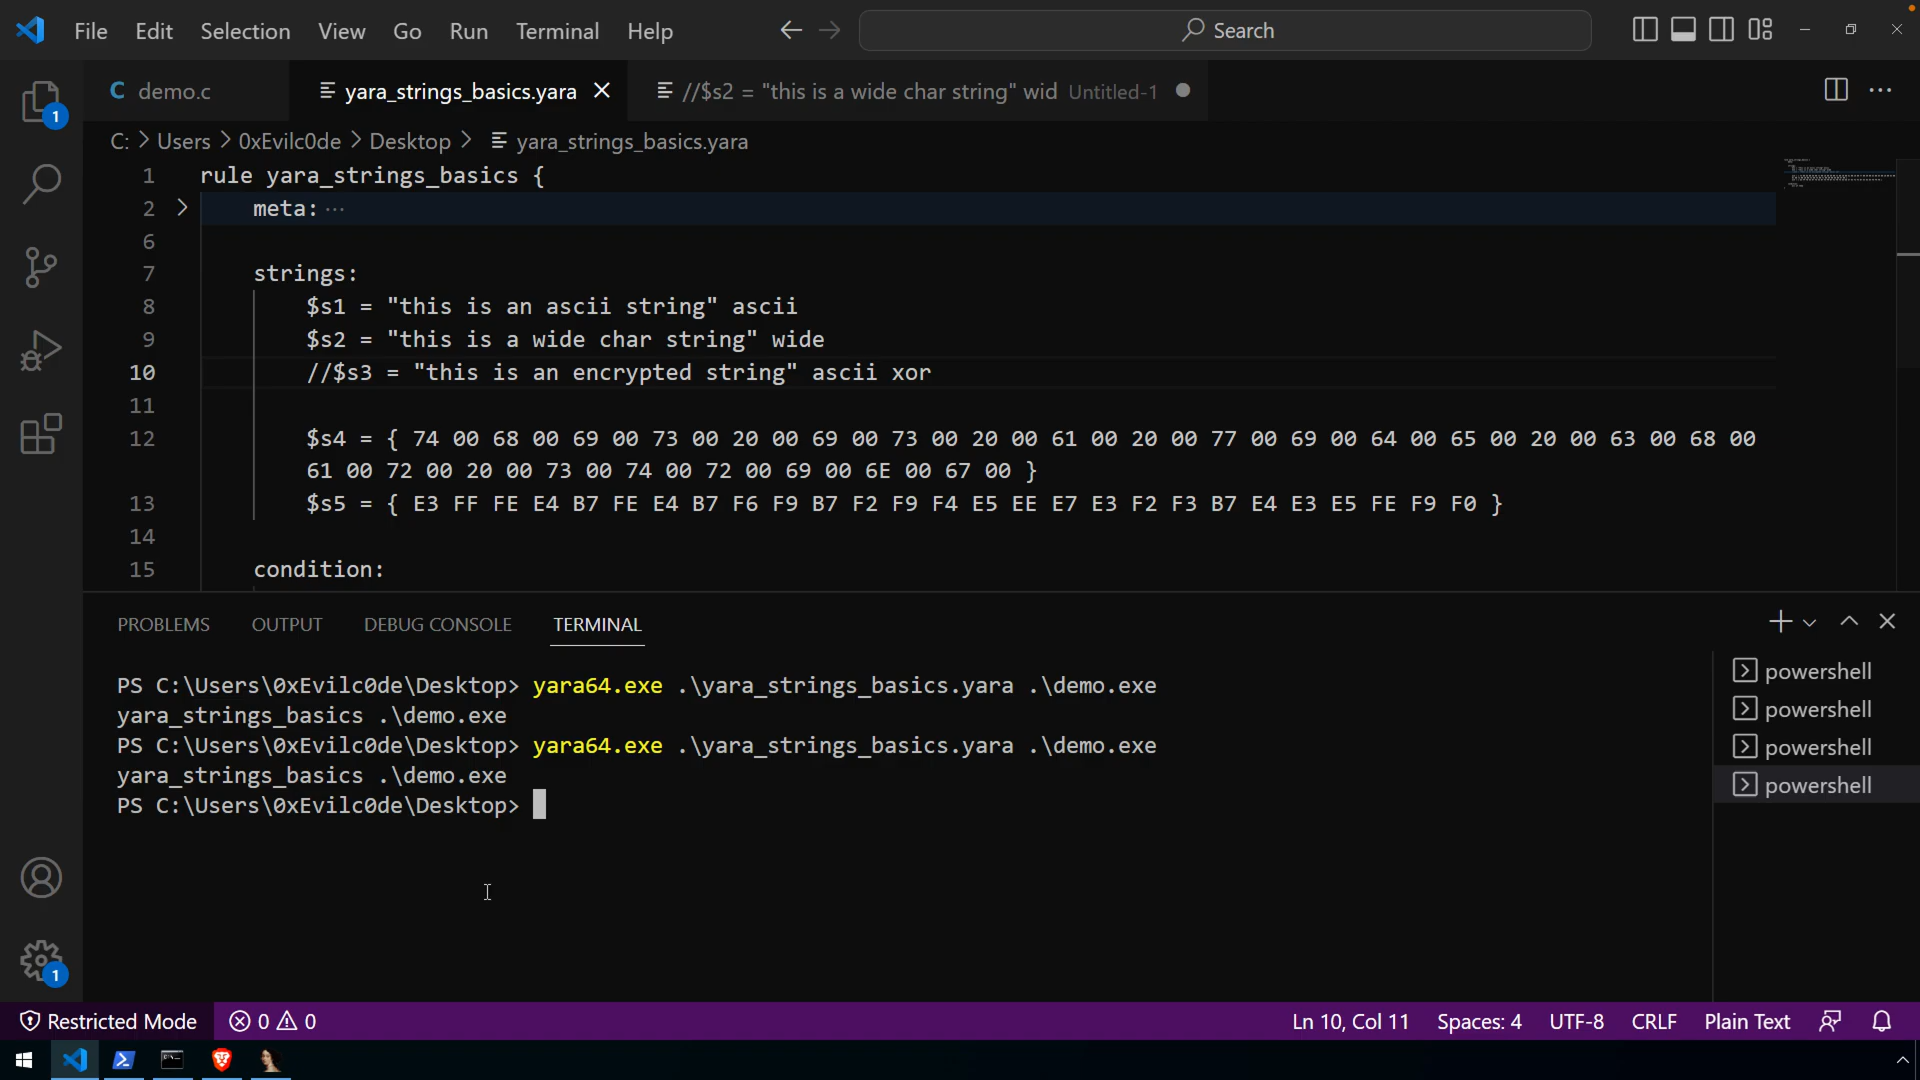 File Edit Selection View Go Run Terminal Help Search
demo.c yara_strings_basics.yara //$s2 = "this is a wide char string" wid Untitled-1
C: > Users > 0xEvilc0de > Desktop > yara_strings_basics.yara
1 rule yara_strings_basics {
2 meta: ...
6
7 strings:
8 $s1 = "this is an ascii string" ascii
9 $s2 = "this is a wide char string" wide
10 //$s3 = "this is an encrypted string" ascii xor
11
12 $s4 = { 74 00 68 00 69 00 73 00 20 00 69 00 73 00 20 00 61 00 20 00 77 00 69 00 64 00 65 00 20 00 63 00 68 00
61 00 72 00 20 00 73 00 74 00 72 00 69 00 6E 00 67 00 }
13 $s5 = { E3 FF FE E4 B7 FE E4 B7 F6 F9 B7 F2 F9 F4 E5 EE E7 E3 F2 F3 B7 E4 E3 E5 FE F9 F0 }
14
15 condition:
PROBLEMS OUTPUT DEBUG CONSOLE TERMINAL
PS C:\Users\0xEvilc0de\Desktop> yara64.exe .\yara_strings_basics.yara .\demo.exe
yara_strings_basics .\demo.exe
PS C:\Users\0xEvilc0de\Desktop> yara64.exe .\yara_strings_basics.yara .\demo.exe
yara_strings_basics .\demo.exe
PS C:\Users\0xEvilc0de\Desktop>
powershell
powershell
powershell
powershell
1
1
Restricted Mode 0 0 Ln 10, Col 11 Spaces: 4 UTF-8 CRLF Plain Text